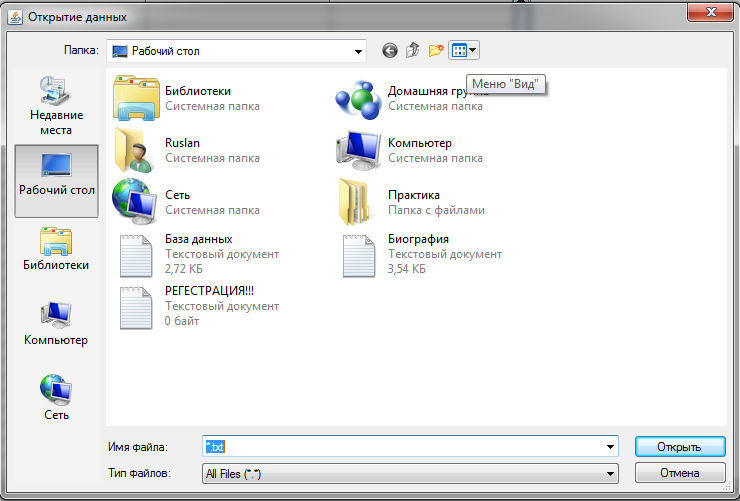 Открытие данных
Папка:
Рабочий стол
Меню "Вид"
Недавние
места
Рабочий стол
Библиотеки
Компьютер
Сеть
Библиотеки
Системная папка
Домашняя группа
Системная папка
Ruslan
Системная папка
Компьютер
Системная папка
Сеть
Системная папка
Практика
Папка с файлами
База данных
Текстовый документ
2,72 КБ
Биография
Текстовый документ
3,54 КБ
РЕГЕСТРАЦИЯ!!!
Текстовый документ
0 байт
Имя файла:
*.txt
Открыть
Тип файлов:
All Files (*.*)
Отмена